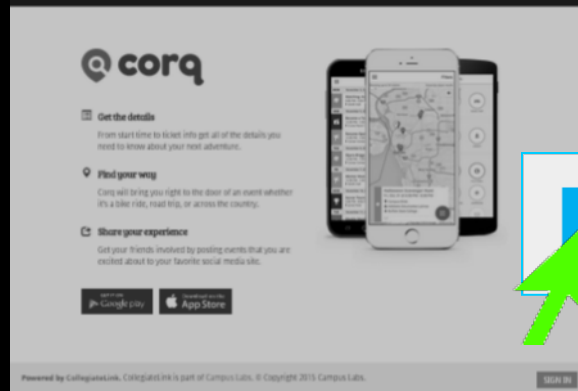 corq
Get the details
From start time to ticket info get all of the details you
need to know about your next adventure.
Find your way
Corq will bring you right to the door of an event whether
it's a bike ride, road trip, or across the country.
Share your experience
Get your friends involved by posting events that you are
excited about to your favorite social media site.
Google play
App Store
Powered by CollegiateLink. CollegiateLink is part of Campus Labs. © Copyright 2015 Campus Labs.
SIGN IN